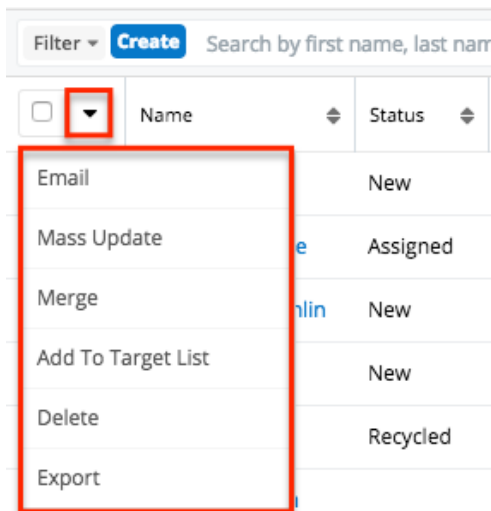 Filter Create Search by first name, last nam
Name Status
Email New
Mass Update e Assigned
Merge nlin New
Add To Target List
New
Delete
Recycled
Export